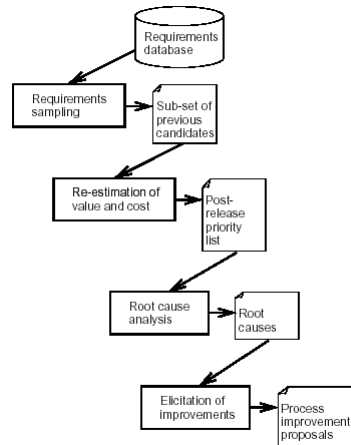 Requirements
database
Requirements
sampling
Sub-set of
previous
candidates
Re-estimation of
value and cost
Post-
release
priority
list
Root cause
analysis
Root
causes
Elicitation of
improvements
Process
improvement
proposals